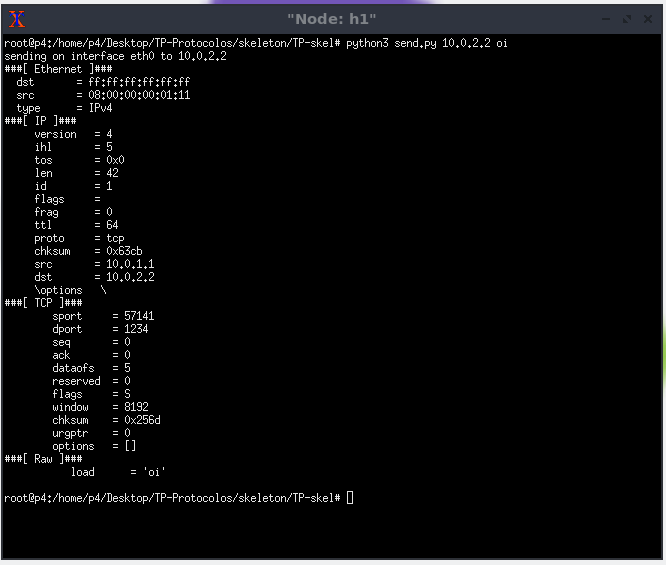 "Node: h1"
root@p4:/home/p4/Desktop/TP-Protocolos/skeleton/TP-skel# python3 send.py 10.0.2.2 oi
sending on interface eth0 to 10.0.2.2
###[ Ethernet ]###
  dst       = ff:ff:ff:ff:ff:ff
  src       = 08:00:00:00:01:11
  type      = IPv4
###[ IP ]###
     version   = 4
     ihl       = 5
     tos       = 0x0
     len       = 42
     id        = 1
     flags     =
     frag      = 0
     ttl       = 64
     proto     = tcp
     chksum    = 0x63cb
     src       = 10.0.1.1
     dst       = 10.0.2.2
     \options   \
###[ TCP ]###
        sport     = 57141
        dport     = 1234
        seq       = 0
        ack       = 0
        dataofs   = 5
        reserved  = 0
        flags     = S
        window    = 8192
        chksum    = 0x256d
        urgptr    = 0
        options   = []
###[ Raw ]###
           load      = 'oi'
root@p4:/home/p4/Desktop/TP-Protocolos/skeleton/TP-skel#